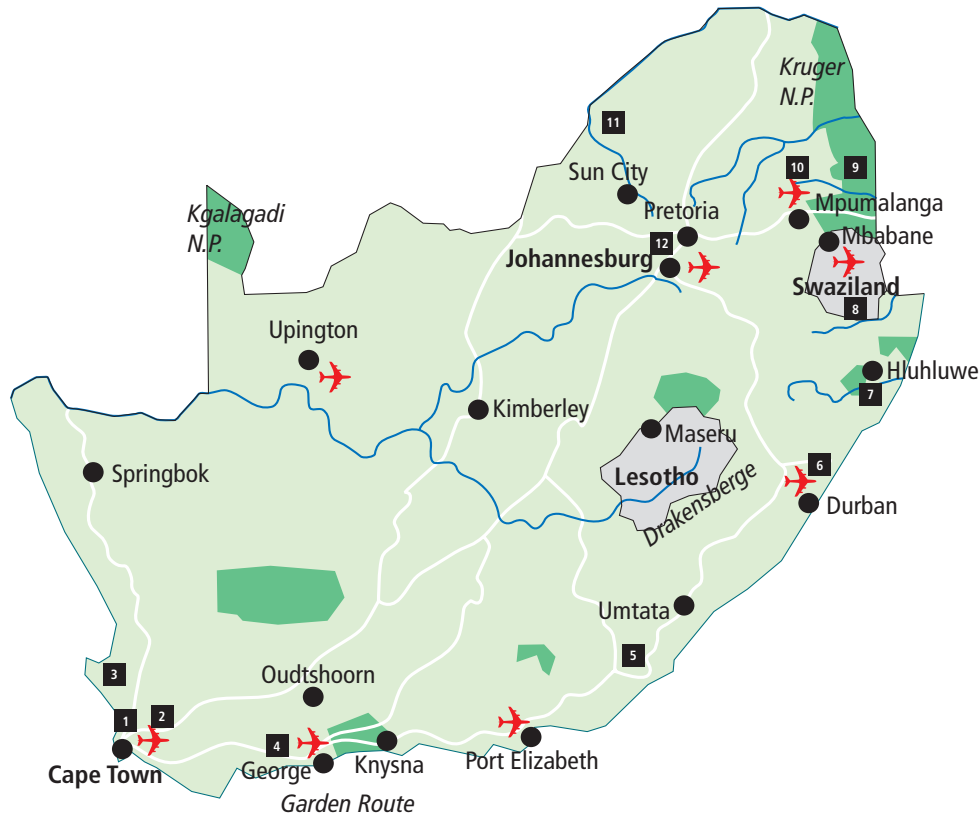 Kruger
N.P.
11
10
9
Sun City
Kgalagadi
N.P.
Pretoria
Mpumalanga
12
Mbabane
Johannesburg
Swaziland
8
Upington
Hluhluwe
7
Kimberley
Maseru
Springbok
Lesotho
6
Drakensberge
Durban
Umtata
5
3
Oudtshoorn
1
2
4
Cape Town
George
Knysna
Port Elizabeth
Garden Route